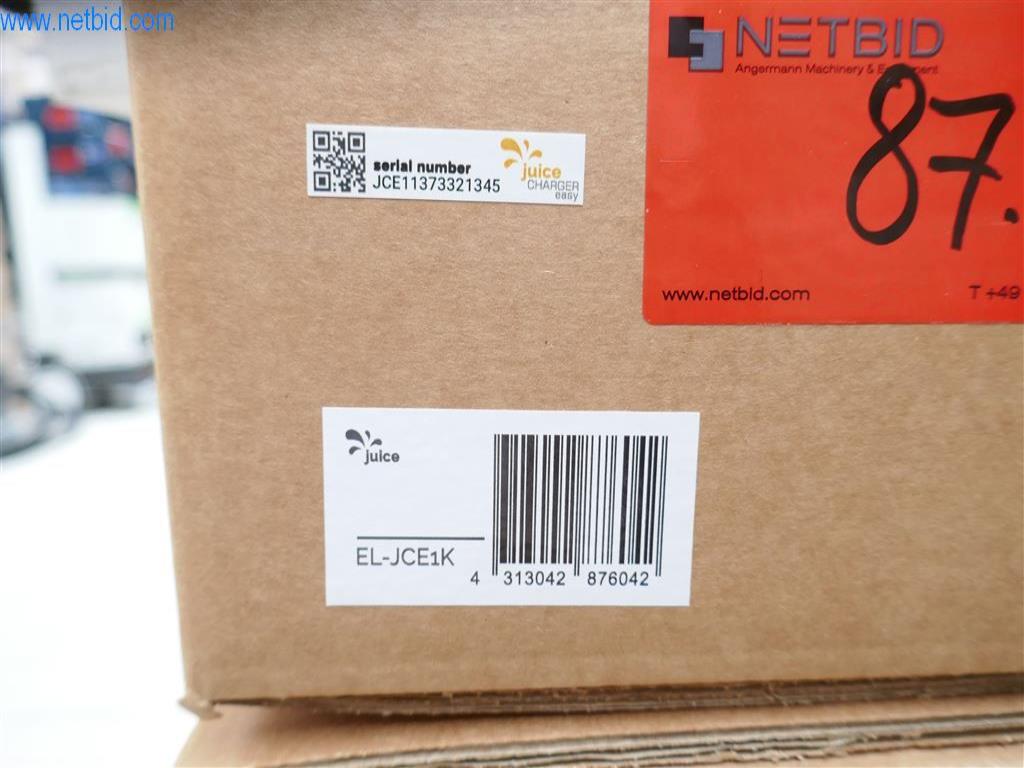 www.netbid.com
NETBID
Angermann Machinery & Equipment
87.
www.netbid.com
T +49
serial number
JCE11373321345
juice
CHARGER
easy
juice
EL-JCE1K
4 313042 876042